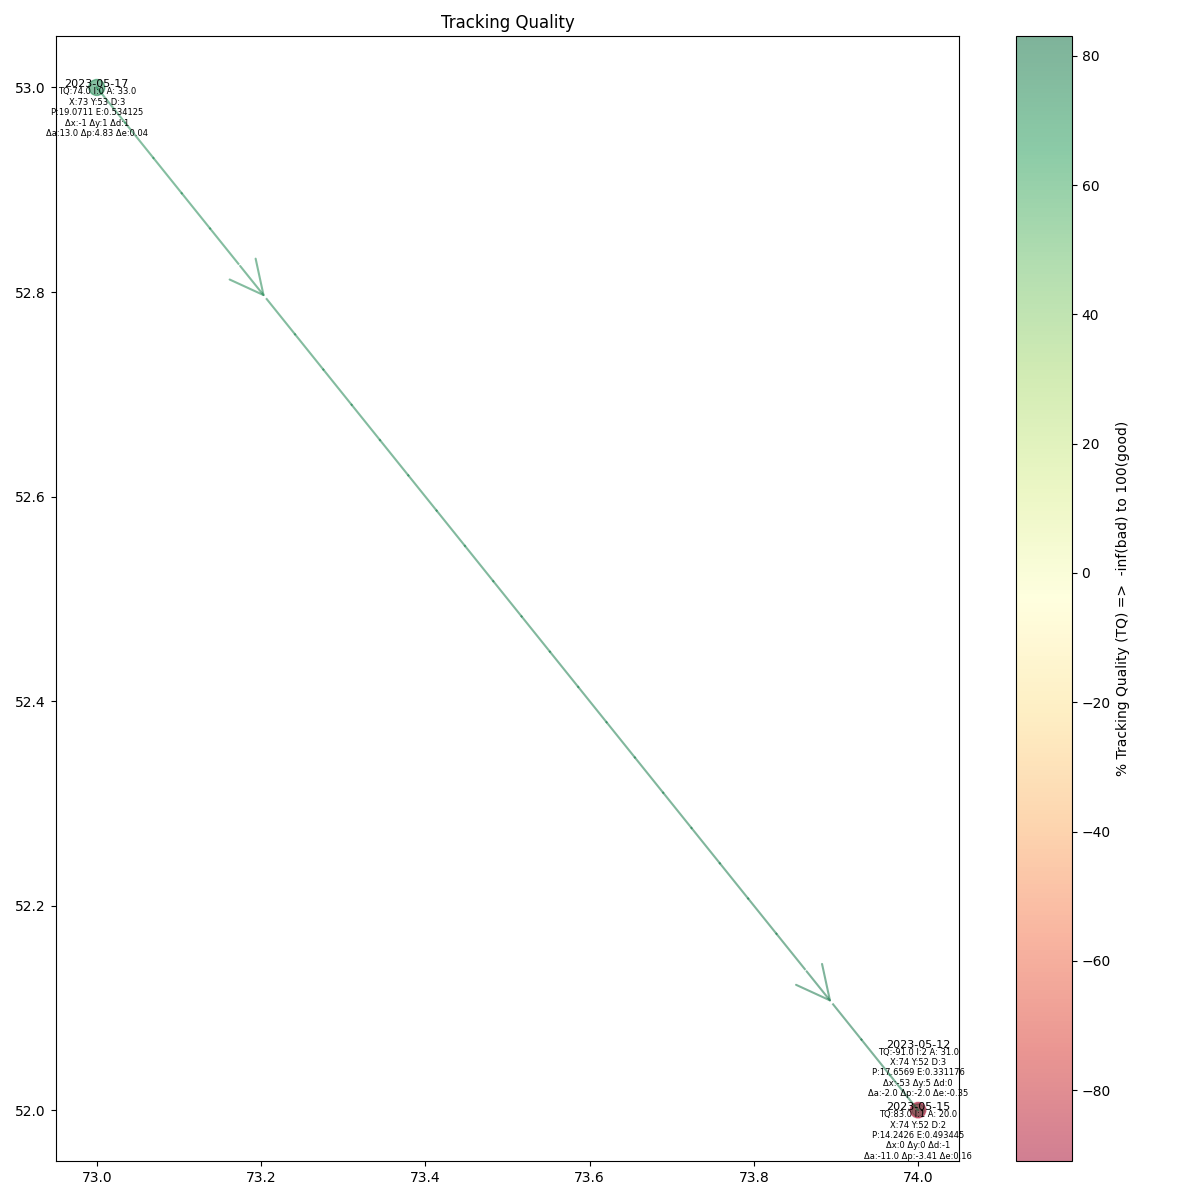 Tracking Quality
53.0
52.8
52.6
52.4
52.2
52.0
73.0 73.2 73.4 73.6 73.8 74.0
2023-05-17
TQ:74.0 I:0 A: 33.0
X:73 Y:53 D:3
P:19.0711 E:0.534125
Δx:-1 Δy:1 Δd:1
Δa:13.0 Δp:4.83 Δe:0.04
2023-05-12
TQ:-91.0 I:2 A: 31.0
X:74 Y:52 D:3
P:17.6569 E:0.331176
Δx:-53 Δy:5 Δd:0
Δa:-2.0 Δp:-2.0 Δe:-0.35
2023-05-15
TQ:83.0 I:1 A: 20.0
X:74 Y:52 D:2
P:14.2426 E:0.493445
Δx:0 Δy:0 Δd:-1
Δa:-11.0 Δp:-3.41 Δe:0.16
80
60
40
20
0
−20
−40
−60
−80
% Tracking Quality (TQ) => -inf(bad) to 100(good)